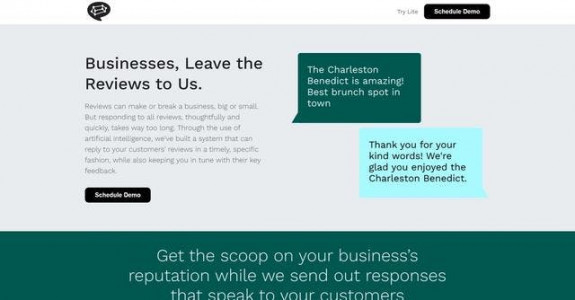 Try Lite
Schedule Demo
Businesses, Leave the
Reviews to Us.
Reviews can make or break a business, big or small.
But responding to all reviews, thoughtfully and
quickly, takes way too long. Through the use of
artificial intelligence, we've built a system that can
reply to your customers' reviews in a timely, specific
fashion, while also keeping you in tune with their key
feedback.
Schedule Demo
The Charleston
Benedict is amazing!
Best brunch spot in
town
Thank you for your
kind words! We're
glad you enjoyed the
Charleston Benedict.
Get the scoop on your business's
reputation while we send out responses
that speak to your customers